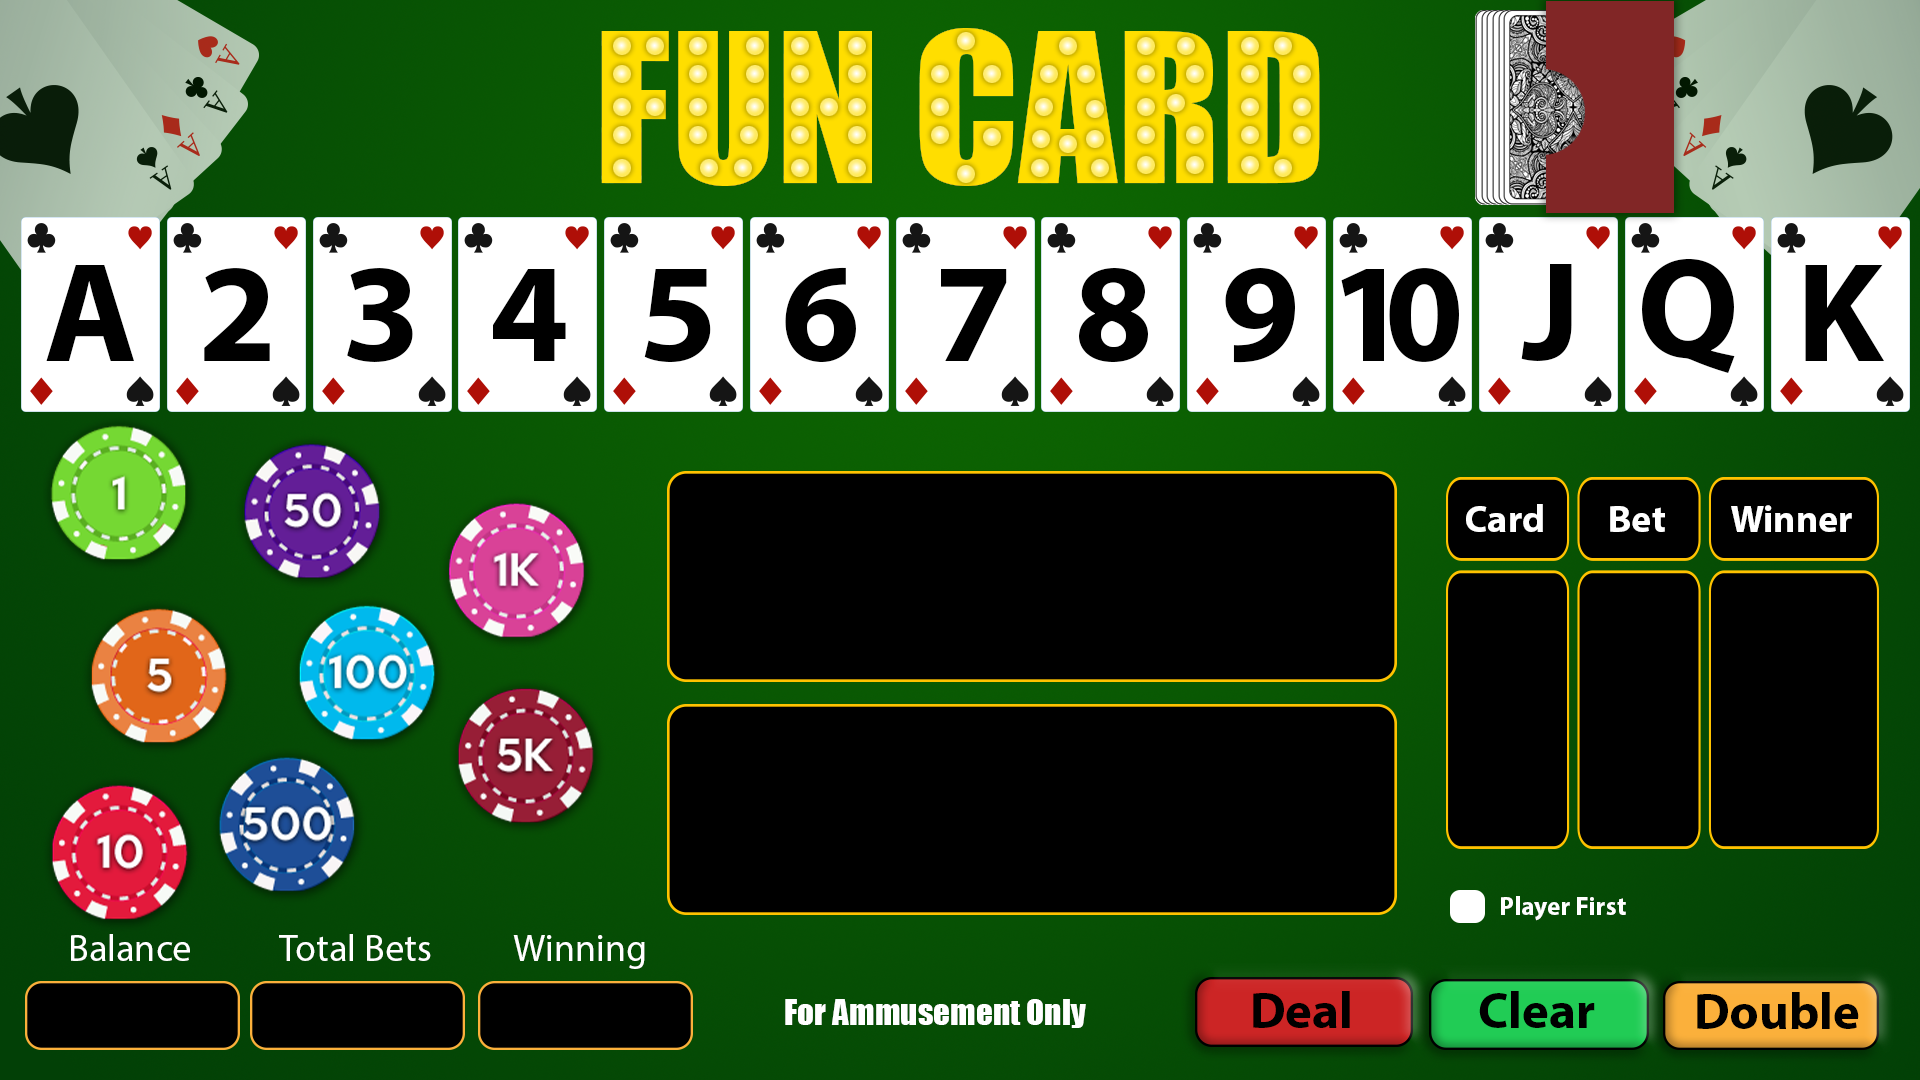 A
A
A
A
FUN CARD
A
A
A 2 3 4 5 6 7 8 9 10 J Q K
1
50
1K
5
100
5K
10
500
Card Bet Winner
Player First
Balance Total Bets Winning
For Ammusement Only
Deal Clear Double